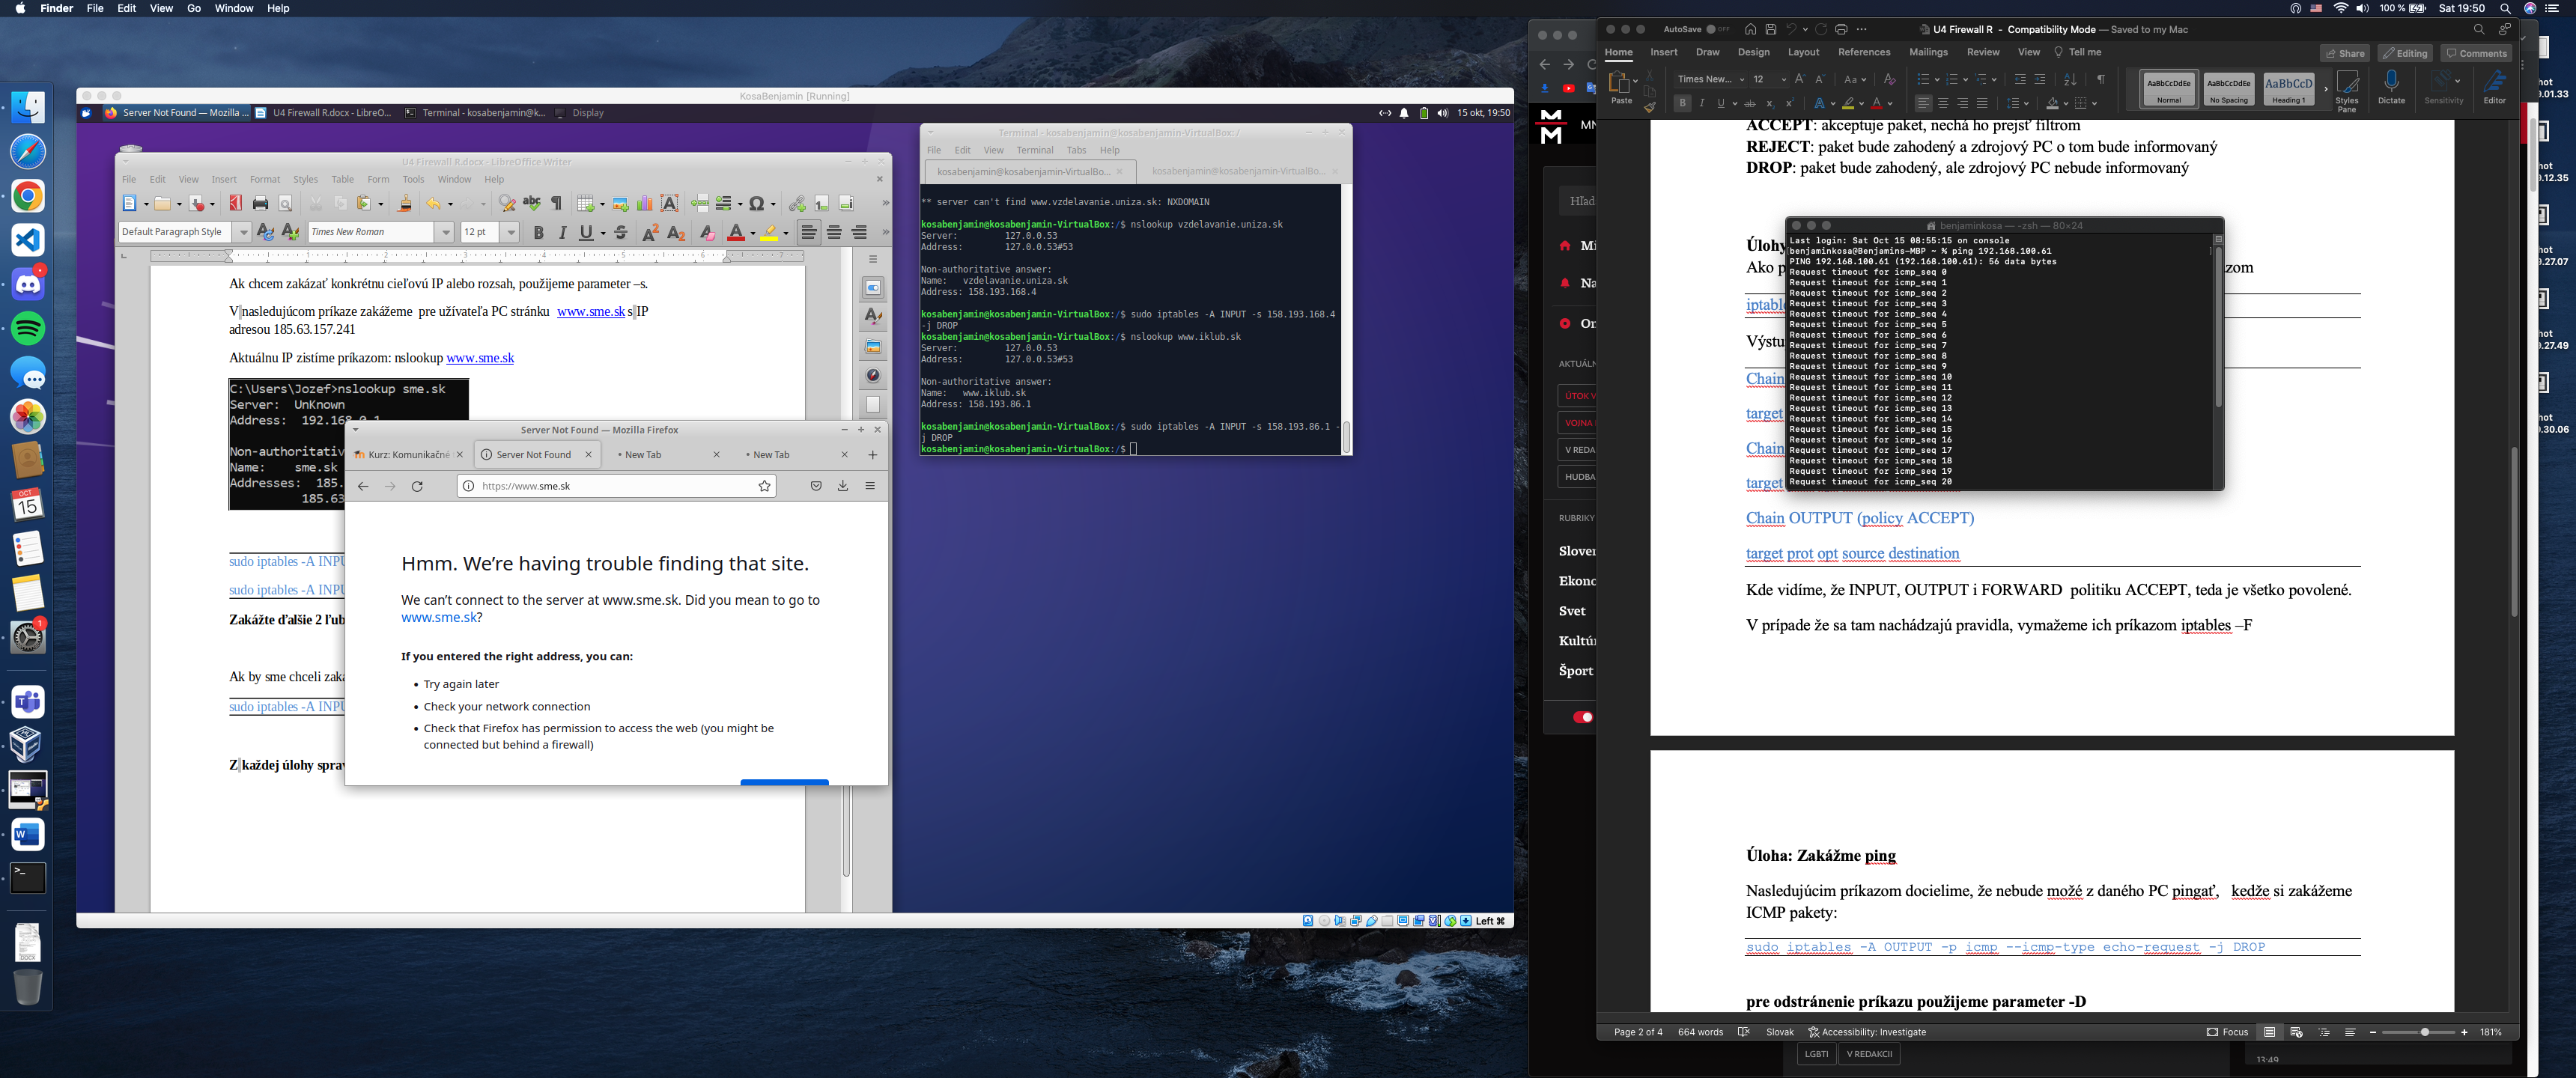 Finder File Edit View Go Window Help
100 % Sat 19:50
KosaBenjamin [Running]
Server Not Found — Mozilla ... U4 Firewall R.docx - LibreO... Terminal - kosabenjamin@k... Display
15 okt, 19:50
U4 Firewall R.docx - LibreOffice Writer
File Edit View Insert Format Styles Table Form Tools Window Help
Default Paragraph Style Times New Roman 12 pt
Ak chcem zakázať konkrétnu cieľovú IP alebo rozsah, použijeme parameter –s.
V nasledujúcom príkaze zakážeme pre užívateľa PC stránku www.sme.sk s IP
adresou 185.63.157.241
Aktuálnu IP zistíme príkazom: nslookup www.sme.sk
C:\Users\Jozef>nslookup sme.sk
Server: UnKnown
Address: 192.168.0.1
Non-authoritativ
Name: sme.sk
Addresses: 185.
185.63
sudo iptables -A INPU
sudo iptables -A INPU
Zakážte ďalšie 2 ľub
Ak by sme chceli zaka
sudo iptables -A INPU
Z každej úlohy sprav
Server Not Found — Mozilla Firefox
Kurz: Komunikačné Server Not Found New Tab New Tab
https://www.sme.sk
Hmm. We're having trouble finding that site.
We can't connect to the server at www.sme.sk. Did you mean to go to
www.sme.sk?
If you entered the right address, you can:
Try again later
Check your network connection
Check that Firefox has permission to access the web (you might be
connected but behind a firewall)
Terminal - kosabenjamin@kosabenjamin-VirtualBox:/
File Edit View Terminal Tabs Help
kosabenjamin@kosabenjamin-VirtualBo... kosabenjamin@kosabenjamin-VirtualBo...
** server can't find www.vzdelavanie.uniza.sk: NXDOMAIN
kosabenjamin@kosabenjamin-VirtualBox:/$ nslookup vzdelavanie.uniza.sk
Server: 127.0.0.53
Address: 127.0.0.53#53
Non-authoritative answer:
Name: vzdelavanie.uniza.sk
Address: 158.193.168.4
kosabenjamin@kosabenjamin-VirtualBox:/$ sudo iptables -A INPUT -s 158.193.168.4
-j DROP
kosabenjamin@kosabenjamin-VirtualBox:/$ nslookup www.iklub.sk
Server: 127.0.0.53
Address: 127.0.0.53#53
Non-authoritative answer:
Name: www.iklub.sk
Address: 158.193.86.1
kosabenjamin@kosabenjamin-VirtualBox:/$ sudo iptables -A INPUT -s 158.193.86.1 -
j DROP
kosabenjamin@kosabenjamin-VirtualBox:/$
Left ⌘
OCT
15
Hľad
AKTUÁLN
ÚTOK V
VOJNA
V REDA
HUDBA
RUBRIKY
Slover
Ekono
Svet
Kultúr
Šport
AutoSave OFF U4 Firewall R - Compatibility Mode — Saved to my Mac
Home Insert Draw Design Layout References Mailings Review View Tell me Share Editing Comments
Paste Times New... 12 AaBbCcDdEe Normal AaBbCcDdEe No Spacing AaBbCcD Heading 1 Styles Pane Dictate Sensitivity Editor
ACCEPT: akceptuje paket, nechá ho prejsť filtrom
REJECT: paket bude zahodený a zdrojový PC o tom bude informovaný
DROP: paket bude zahodený, ale zdrojový PC nebude informovaný
Úlohy
Ako p
zom
iptable
Výstu
Chain
target
Chain
target
Chain OUTPUT (policy ACCEPT)
target prot opt source destination
Kde vidíme, že INPUT, OUTPUT i FORWARD politiku ACCEPT, teda je všetko povolené.
V prípade že sa tam nachádzajú pravidla, vymažeme ich príkazom iptables –F
benjaminkosa — -zsh — 80×24
Last login: Sat Oct 15 08:55:15 on console
benjaminkosa@Benjamins-MBP ~ % ping 192.168.100.61
PING 192.168.100.61 (192.168.100.61): 56 data bytes
Request timeout for icmp_seq 0
Request timeout for icmp_seq 1
Request timeout for icmp_seq 2
Request timeout for icmp_seq 3
Request timeout for icmp_seq 4
Request timeout for icmp_seq 5
Request timeout for icmp_seq 6
Request timeout for icmp_seq 7
Request timeout for icmp_seq 8
Request timeout for icmp_seq 9
Request timeout for icmp_seq 10
Request timeout for icmp_seq 11
Request timeout for icmp_seq 12
Request timeout for icmp_seq 13
Request timeout for icmp_seq 14
Request timeout for icmp_seq 15
Request timeout for icmp_seq 16
Request timeout for icmp_seq 17
Request timeout for icmp_seq 18
Request timeout for icmp_seq 19
Request timeout for icmp_seq 20
Úloha: Zakážme ping
Nasledujúcim príkazom docielime, že nebude možé z daného PC pingať, kedže si zakážeme
ICMP pakety:
sudo iptables -A OUTPUT -p icmp --icmp-type echo-request -j DROP
pre odstránenie príkazu použijeme parameter -D
Page 2 of 4 664 words Slovak Accessibility: Investigate Focus 181%
LGBTI V REDAKCII
13:49